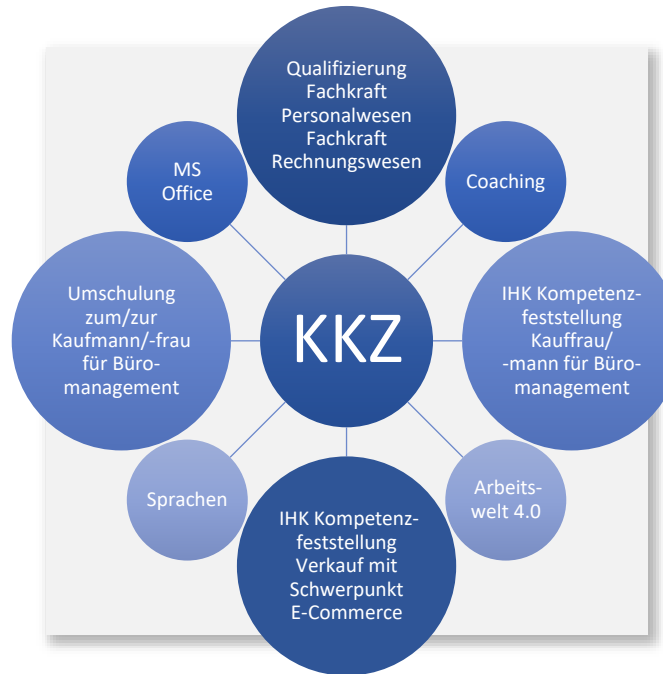 Qualifizierung
Fachkraft
Personalwesen
Fachkraft
Rechnungswesen
MS
Office
Coaching
Umschulung
zum/zur
Kaufmann/-frau
für Büro-
management
KKZ
IHK Kompetenz-
feststellung
Kauffrau/
-mann für Büro-
management
Sprachen
Arbeits-
welt 4.0
IHK Kompetenz-
feststellung
Verkauf mit
Schwerpunkt
E-Commerce